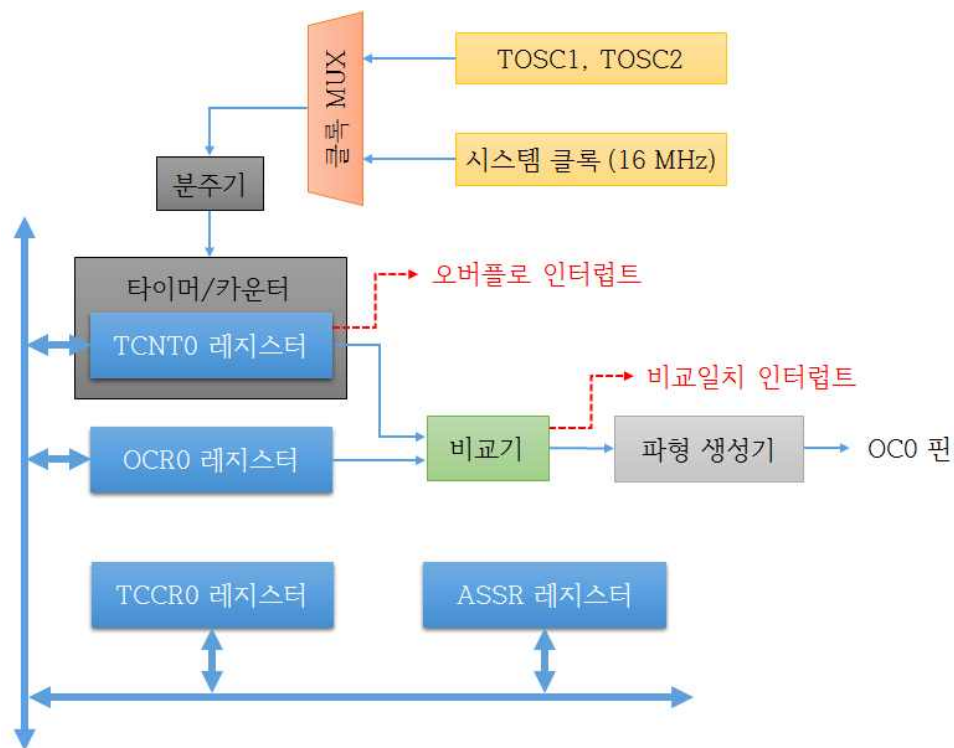 TOSC1, TOSC2
클록 MUX
시스템 클록 (16 MHz)
분주기
타이머/카운터
오버플로 인터럽트
TCNT0 레지스터
비교일치 인터럽트
OCR0 레지스터
비교기
파형 생성기
OC0 핀
TCCR0 레지스터
ASSR 레지스터